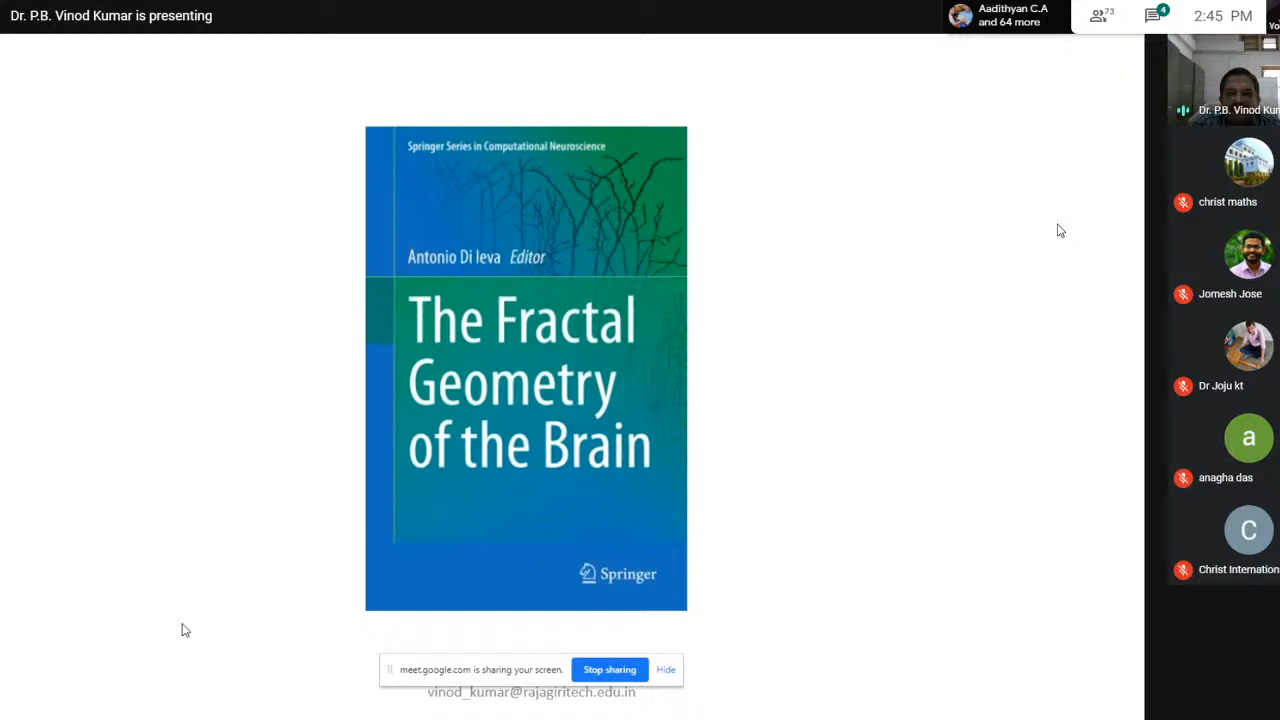 Dr. P.B. Vinod Kumar is presenting
Aadithyan C.A
and 64 more
73
4
2:45 PM
Yo
Springer Series in Computational Neuroscience
Antonio Di Ieva Editor
The Fractal
Geometry
of the Brain
Springer
meet.google.com is sharing your screen.
Stop sharing
Hide
vinod_kumar@rajagiritech.edu.in
Dr. P.B. Vinod Kur
christ maths
Jomesh Jose
Dr Joju kt
a
anagha das
C
Christ Internation